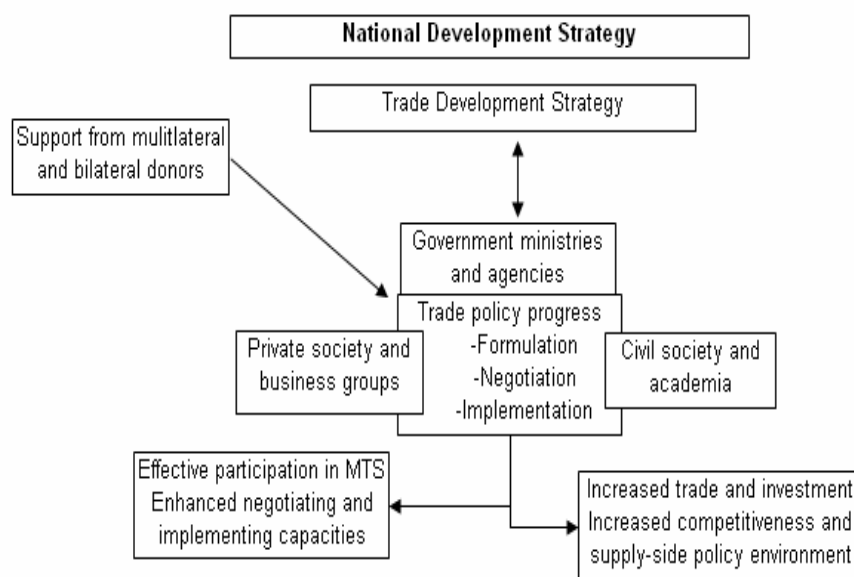 National Development Strategy
Trade Development Strategy
Support from mulitlateral
and bilateral donors
Government ministries
and agencies
Trade policy progress
-Formulation
-Negotiation
-Implementation
Private society and
business groups
Civil society and
academia
Effective participation in MTS
Enhanced negotiating and
implementing capacities
Increased trade and investment
Increased competitiveness and
supply-side policy environment